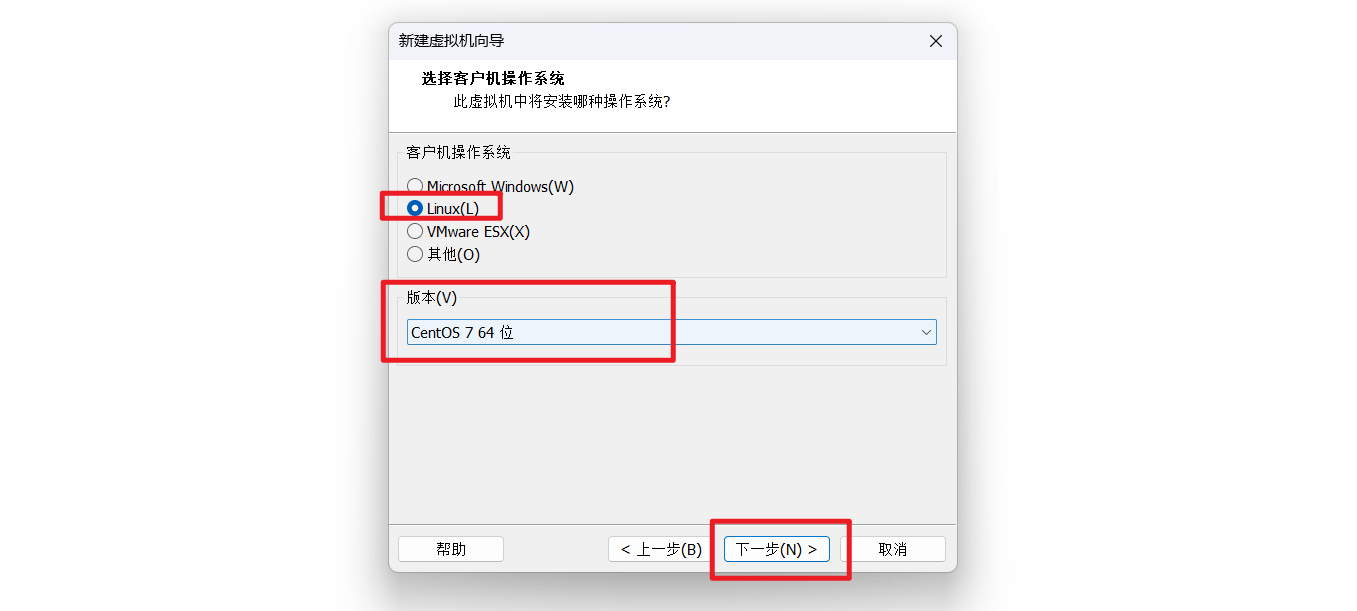 新建虚拟机向导
选择客户机操作系统
此虚拟机中将安装哪种操作系统?
客户机操作系统
Microsoft Windows(W)
Linux(L)
VMware ESX(X)
其他(O)
版本(V)
CentOS 7 64 位
帮助
< 上一步(B)
下一步(N) >
取消